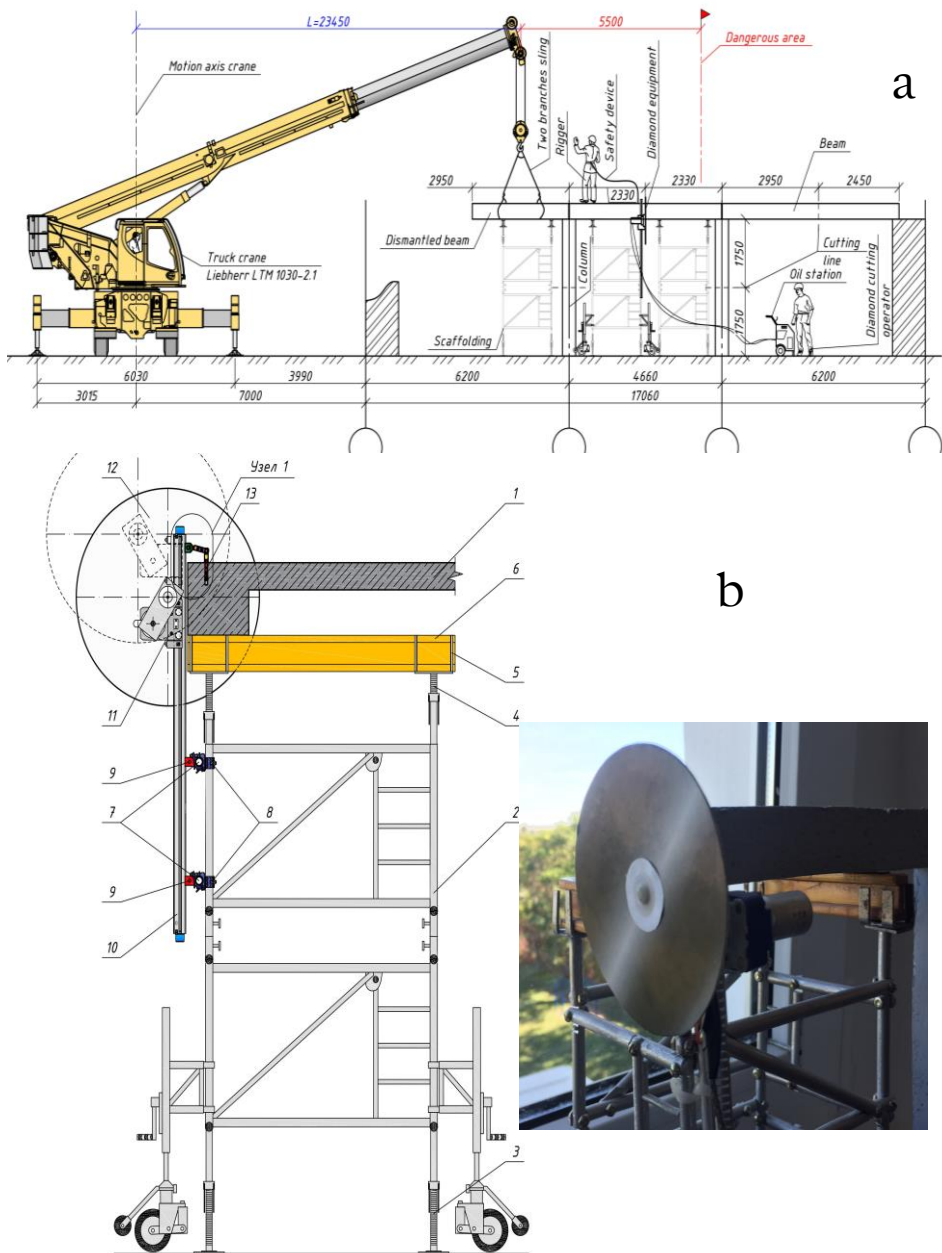 L=23450
5500
Dangerous area
a
Motion axis crane
Two branches sling
Rigger
Safety device
Diamond equipment
Beam
2950
2330
2330
2950
2450
Dismantled beam
Truck crane
Liebherr LTM 1030-2.1
Column
1750
1750
Cutting
line
Oil station
Diamond cutting
operator
Scaffolding
6030
3990
6200
4660
6200
3015
7000
17060
12
Узел 1
13
1
6
b
5
4
11
9
7
8
2
9
10
3